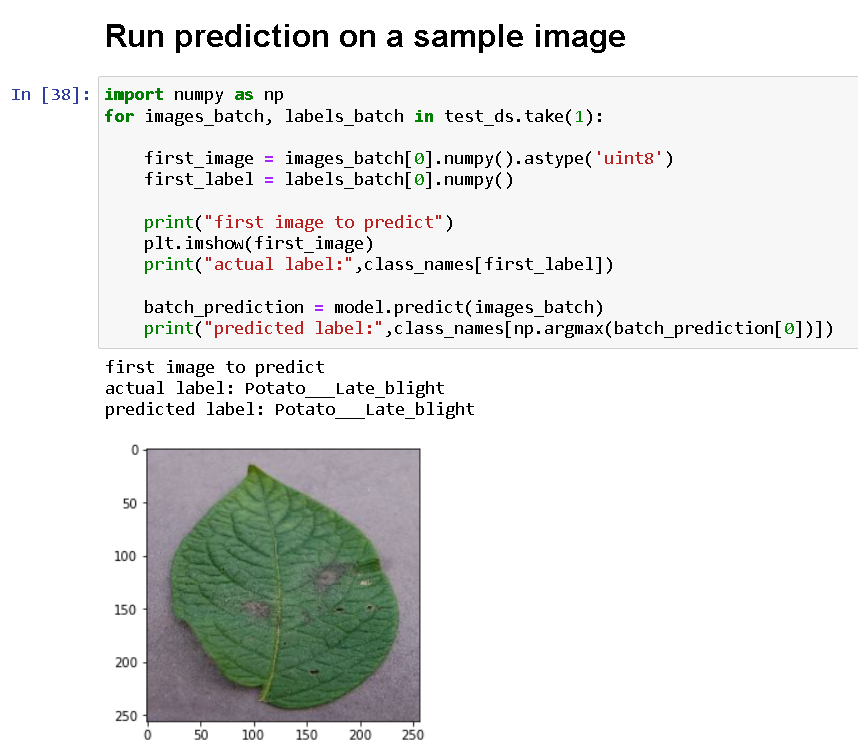 Run prediction on a sample image
In [38]:
import numpy as np
for images_batch, labels_batch in test_ds.take(1):
    first_image = images_batch[0].numpy().astype('uint8')
    first_label = labels_batch[0].numpy()
    print("first image to predict")
    plt.imshow(first_image)
    print("actual label:",class_names[first_label])
    batch_prediction = model.predict(images_batch)
    print("predicted label:",class_names[np.argmax(batch_prediction[0])])
first image to predict
actual label: Potato___Late_blight
predicted label: Potato___Late_blight
0
50
100
150
200
250
0 50 100 150 200 250